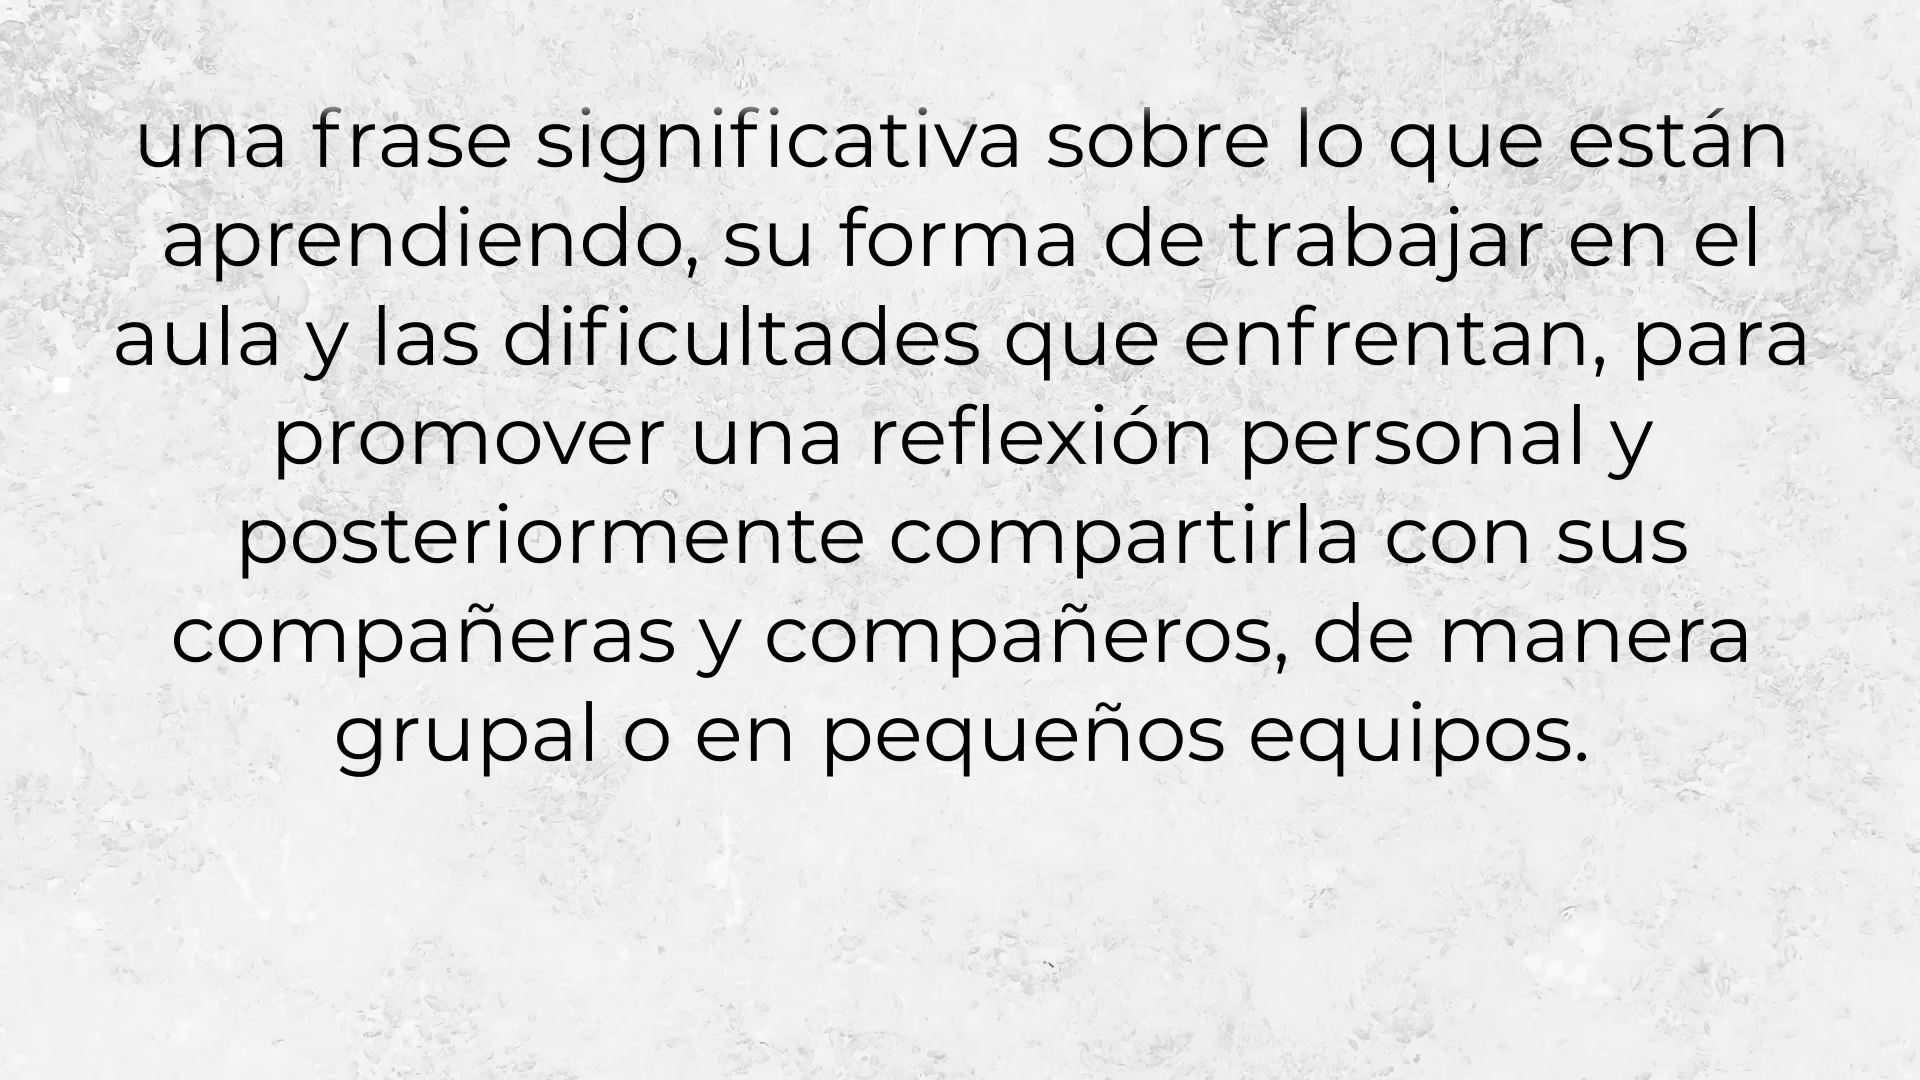 una frase significativa sobre lo que están
aprendiendo, su forma de trabajar en el
aula y las dificultades que enfrentan, para
promover una reflexión personal y
posteriormente compartirla con sus
compañeras y compañeros, de manera
grupal o en pequeños equipos.